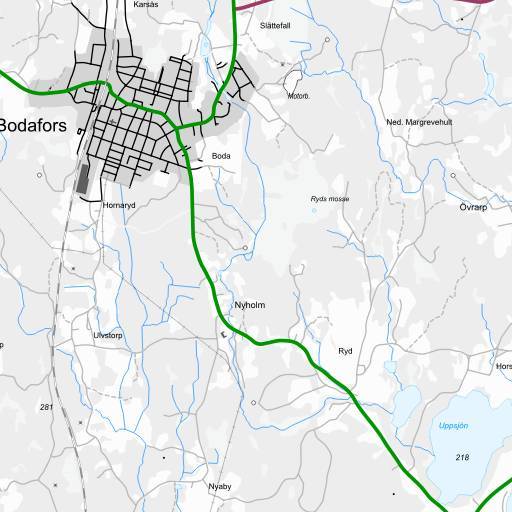 Karsås
Slättefall
Motorb.
Ned. Margrevehult
Bodafors
Boda
Ryds mosse
Hornaryd
Övrarp
Nyholm
Ulvstorp
Ryd
p
Hors
281
Uppsjön
218
Nyaby